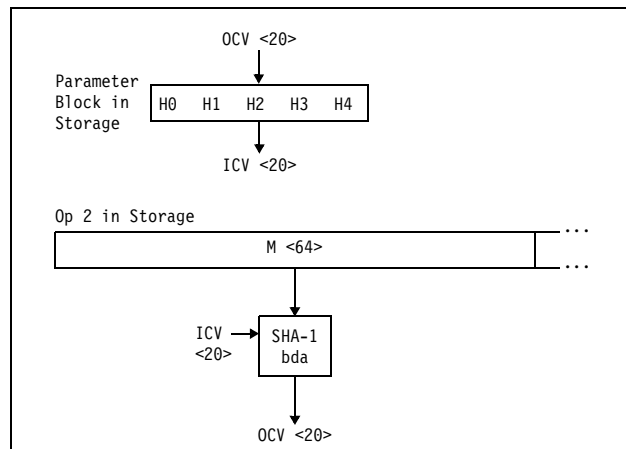 OCV <20>
Parameter
Block in
Storage
H0 H1 H2 H3 H4
ICV <20>
Op 2 in Storage
M <64>
...
...
ICV
<20>
SHA-1
bda
OCV <20>